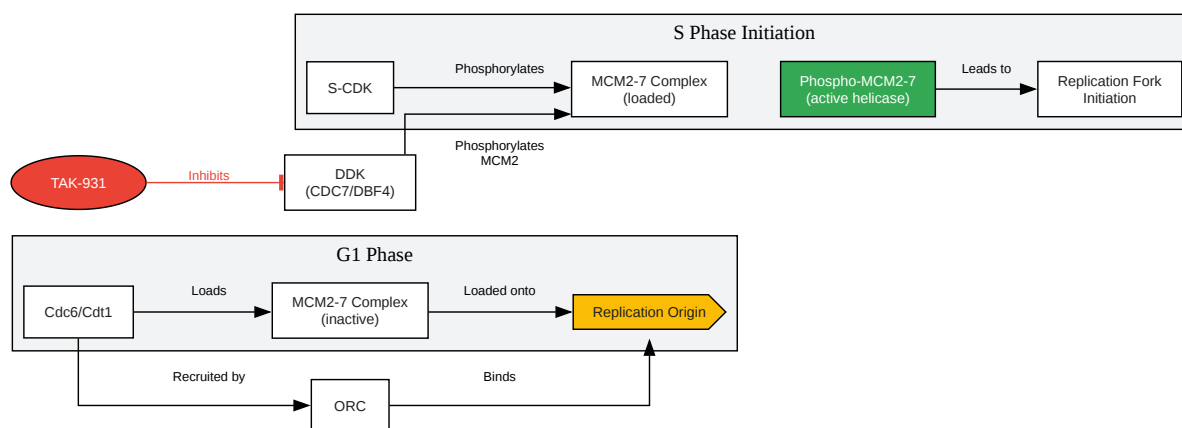 S Phase Initiation
S-CDK
Phosphorylates
MCM2-7 Complex
(loaded)
Phospho-MCM2-7
(active helicase)
Leads to
Replication Fork
Initiation
Phosphorylates
MCM2
TAK-931
Inhibits
DDK
(CDC7/DBF4)
G1 Phase
Cdc6/Cdt1
Loads
MCM2-7 Complex
(inactive)
Loaded onto
Replication Origin
Recruited by
ORC
Binds